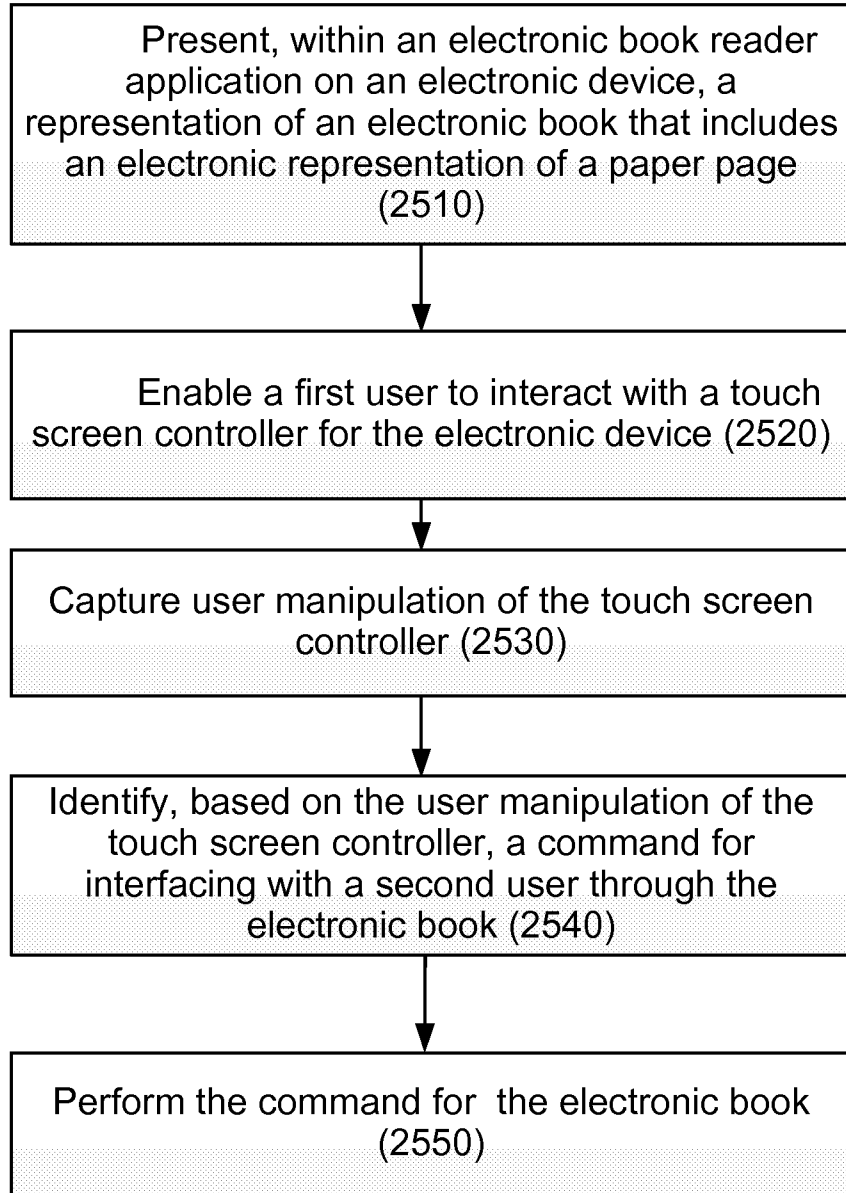 Present, within an electronic book reader
application on an electronic device, a
representation of an electronic book that includes
an electronic representation of a paper page
(2510)
Enable a first user to interact with a touch
screen controller for the electronic device (2520)
Capture user manipulation of the touch screen
controller (2530)
Identify, based on the user manipulation of the
touch screen controller, a command for
interfacing with a second user through the
electronic book (2540)
Perform the command for the electronic book
(2550)